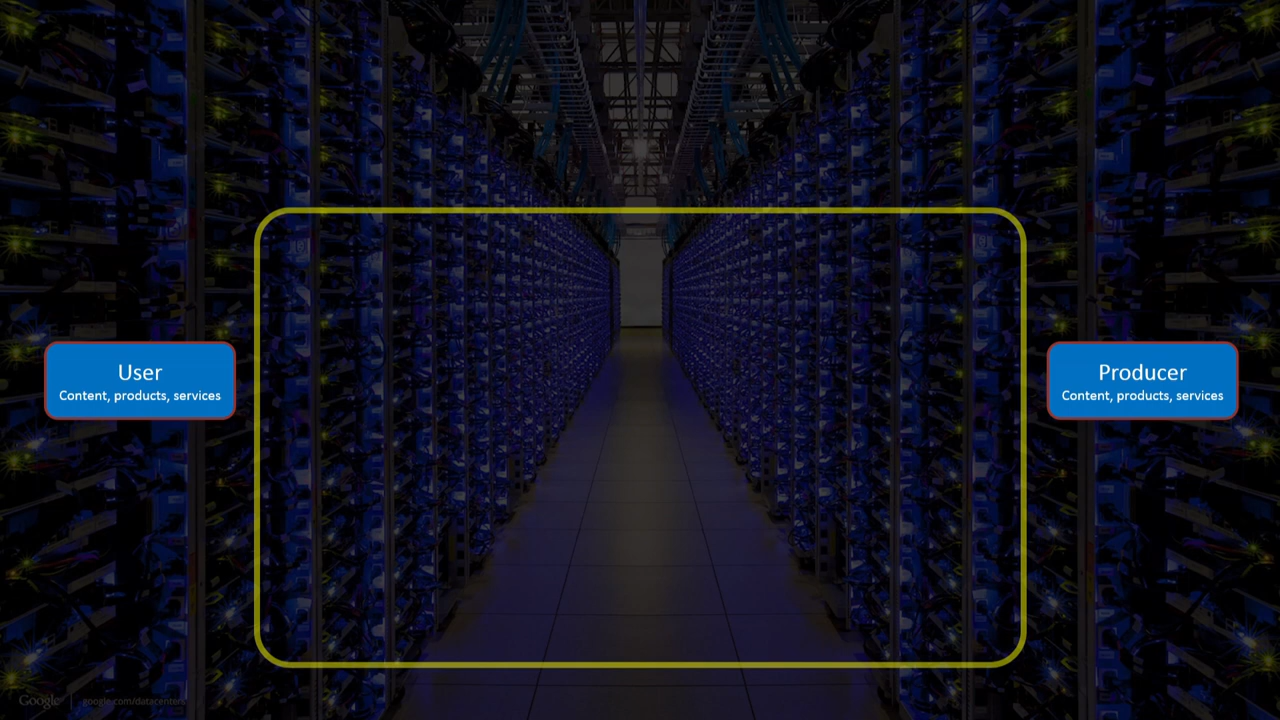 User
Content, products, services
Producer
Content, products, services
Google | google.com/datacenters